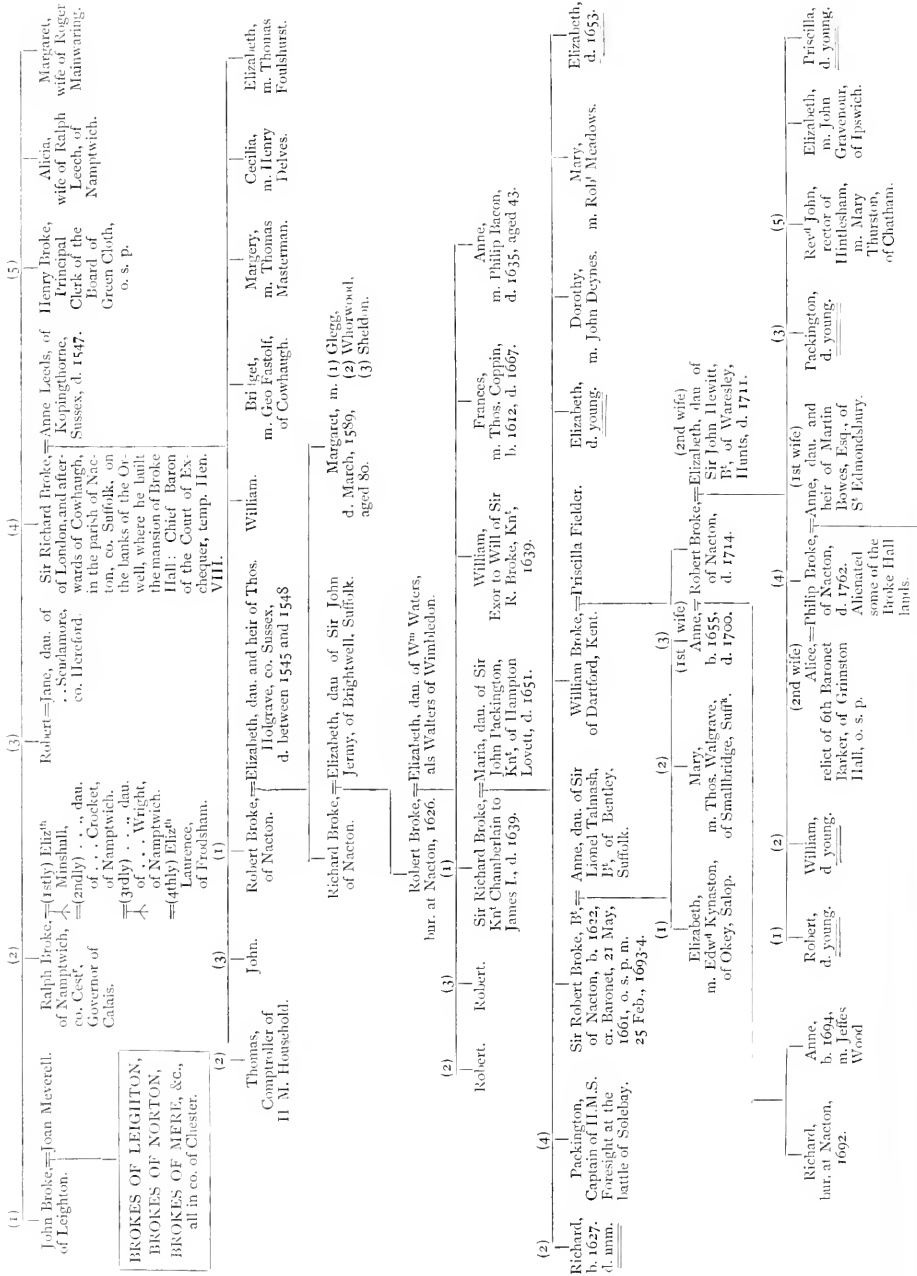 (1)
John Broke,=Joan Meverell.
of Leighton.
BROKES OF LEIGHTON,
BROKES OF NORTON,
BROKES OF MERE, &c.,
all in co. of Chester.
(2)
Ralph Broke,=(1stly) Elizth
of Namptwich,
Minshull,
co. Cestr,
Governor of
Calais.
=(2ndly) . . ., dau.
of . . . Crocket,
of Namptwich.
=(3rdly) . . . dau.
of . . . Wright,
of Namptwich.
=(4thly) Elizth
Laurence,
of Frodsham.
(3)
Robert=Jane, dau. of
. . Scudamore,
co. Hereford.
(4)
Sir Richard Broke,=Anne Leeds, of
of London, and after-
wards of Cowhaugh,
in the parish of Nac-
ton, co. Suffolk, on
the banks of the Or-
well, where he built
the mansion of Broke
Hall: Chief Baron
of the Court of Ex-
chequer, temp. Hen.
VIII.
Kopingthorne,
Sussex, d. 1547.
(5)
Henry Broke,
Principal
Clerk of the
Board of
Green Cloth,
o. s. p.
Alicia,
wife of Ralph
Leech, of
Namptwich.
Margaret,
wife of Roger
Mainwaring.
(2)
Thomas,
Comptroller of
H M. Household.
(3)
John.
(1)
Robert Broke,=Elizabeth, dau. and heir of Thos.
of Nacton.
Holgrave, co. Sussex,
d. between 1545 and 1548
William.
Bridget,
m. Geo Fastolf,
of Cowhaugh.
Margery,
m. Thomas
Masterman.
Cecilia,
m. Henry
Delves.
Elizabeth,
m. Thomas
Foulshurst.
Richard Broke,=Elizabeth, dau of Sir John
of Nacton.
Jermy, of Brightwell, Suffolk.
Margaret, m. (1) Glegg,
d. March, 1589,
(2) Whorwood,
aged 80.
(3) Sheldon.
Robert Broke,=Elizabeth, dau. of Wm Waters,
bur. at Nacton, 1626.
als Walters of Wimbledon.
(2)
Robert.
(3)
Robert.
(1)
Sir Richard Broke,=Maria, dau. of Sir
Knt Chamberlain to
James I., d. 1639.
John Packington,
Knt, of Hampton
Lovett, d. 1651.
William,
Exor to Will of Sir
R. Broke, Knt,
1639.
Frances,
m. Thos. Coppin,
b. 1612, d. 1667.
Anne,
m. Philip Bacon,
d. 1635, aged 43.
(2)
Richard,
b. 1627.
d. unm.
(4)
Packington,
Captain of H.M.S.
Foresight at the
battle of Solebay.
Sir Robert Broke, Bt,=Anne, dau. of Sir
of Nacton, b. 1622,
cr. Baronet, 21 May,
1661, o. s. p. m.
25 Feb., 1693-4.
Lionel Talmash,
Bt, of Bentley.
Suffolk.
William Broke,=Priscilla Fielder.
of Dartford, Kent.
Elizabeth,
d. young.
Dorothy,
m. John Deynes.
Mary,
m. Robt Meadows.
Elizabeth,
d. 1653.
(1)
Elizabeth,
m. Edwd Kynaston,
of Okey, Salop.
(2)
Mary,
m. Thos. Walgrave,
of Smallbridge, Suffk.
(3)
(1st wife)
Anne,=Robert Broke,=Elizabeth, dau of
b. 1655,
d. 1700.
of Nacton,
d. 1714.
(2nd wife)
Sir John Hewitt,
Bt, of Waresley,
Hunts, d. 1711.
Richard,
bur. at Nacton,
1692.
Anne,
b. 1694,
m. Jeffes
Wood
(1)
Robert,
d. young.
(2)
William,
d young.
(2nd wife)
Alice,=Philip Broke,=Anne, dau. and
relict of 6th Baronet
Barker, of Grimston
Hall, o. s. p.
(4)
of Nacton,
d. 1762.
Alienated
some of the
Broke Hall
lands.
(1st wife)
heir of Martin
Bowes, Esq., of
St Edmondsbury.
(3)
Packington,
d. young.
(5)
Revd John,
rector of
Hintlesham,
m. Mary
Thurston,
of Chatham.
Elizabeth,
m. John
Gravenour,
of Ipswich.
Priscilla,
d. young.